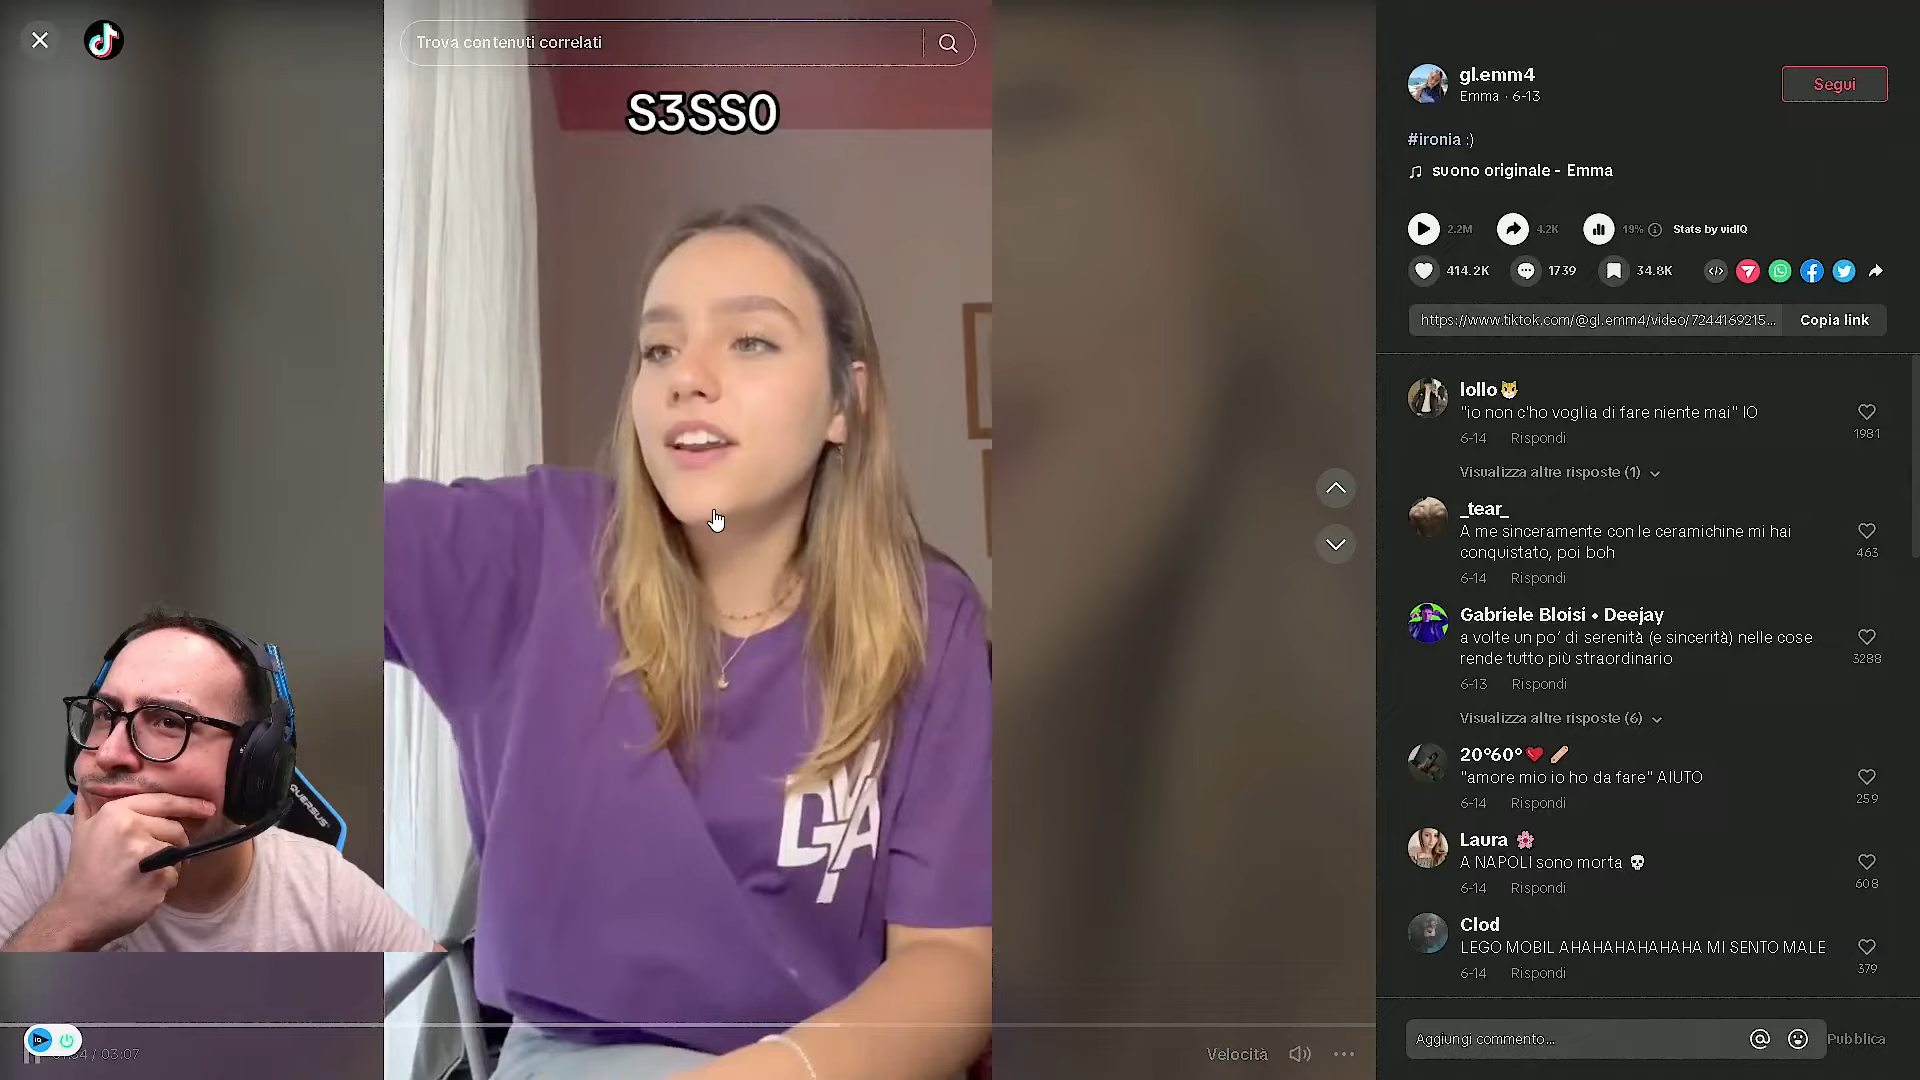 Trova contenuti correlati
S3SS0
gl.emm4
Emma · 6-13
Segui
#ironia :)
suono originale - Emma
2.2M
4.2K
19%
Stats by vidIQ
414.2K
1739
34.8K
https://www.tiktok.com/@gl.emm4/video/7244169215...
Copia link
lollo🐯
"io non c'ho voglia di fare niente mai" IO
6-14 Rispondi
1981
Visualizza altre risposte (1)
_tear_
A me sinceramente con le ceramichine mi hai
conquistato, poi boh
6-14 Rispondi
463
Gabriele Bloisi • Deejay
a volte un po' di serenità (e sincerità) nelle cose
rende tutto più straordinario
6-13 Rispondi
3288
Visualizza altre risposte (6)
20°60°❤️🩹
"amore mio io ho da fare" AIUTO
6-14 Rispondi
259
Laura 🌸
A NAPOLI sono morta 💀
6-14 Rispondi
608
Clod
LEGO MOBIL AHAHAHAHAHAHA MI SENTO MALE
6-14 Rispondi
379
Aggiungi commento...
Pubblica
QUERSUS
DVA
/ 03:07
Velocità